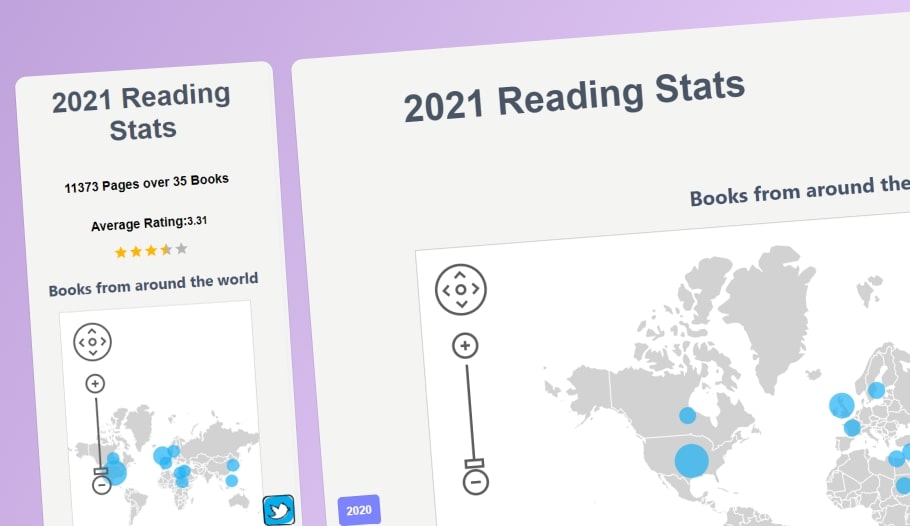 2021 Reading
Stats
11373 Pages over 35 Books
Average Rating:3.31
Books from around the world
2021 Reading Stats
Books from around the
2020